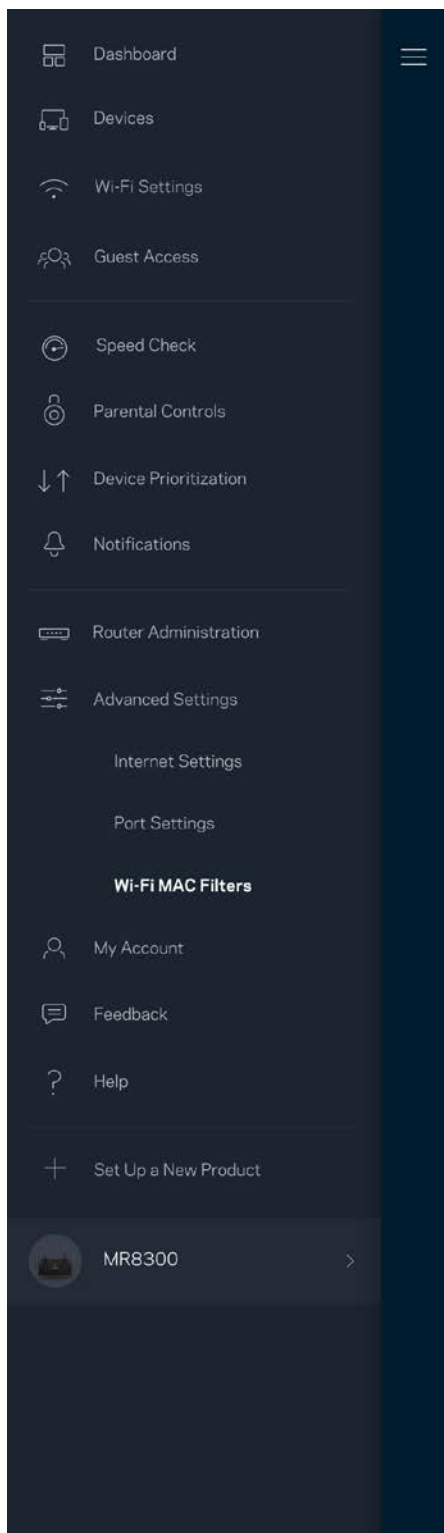 Dashboard
Devices
Wi-Fi Settings
Guest Access
Speed Check
Parental Controls
Device Prioritization
Notifications
Router Administration
Advanced Settings
Internet Settings
Port Settings
Wi-Fi MAC Filters
My Account
Feedback
Help
Set Up a New Product
MR8300